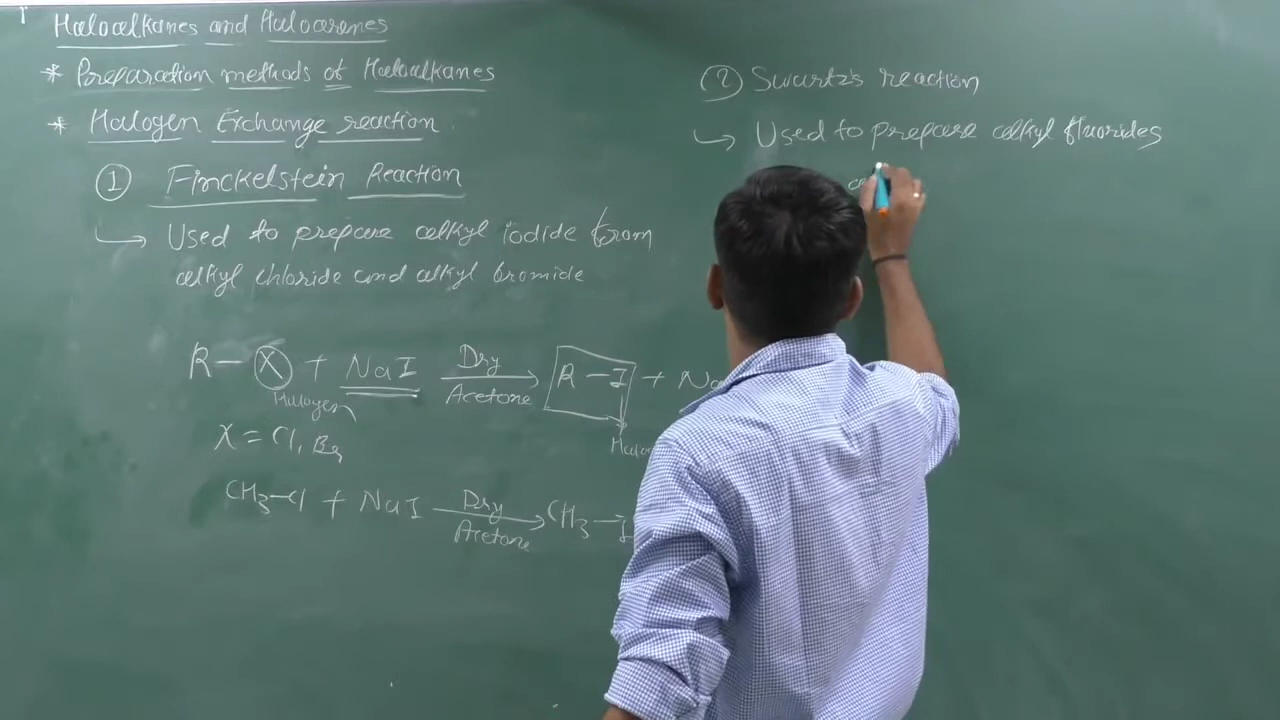 Haloalkanes and Haloarenes
* Preparation methods of Haloalkanes
* Halogen Exchange reaction.
① Finckelstein Reaction
↳ Used to prepare alkyl iodide from
alkyl chloride and alkyl bromide
R - X + NaI Dry Acetone → R - I + Na
Halogen
X = Cl, Br
CH3-Cl + NaI Dry Acetone → CH3 - I
② Swartz's reaction
↳ Used to prepare alkyl fluorides